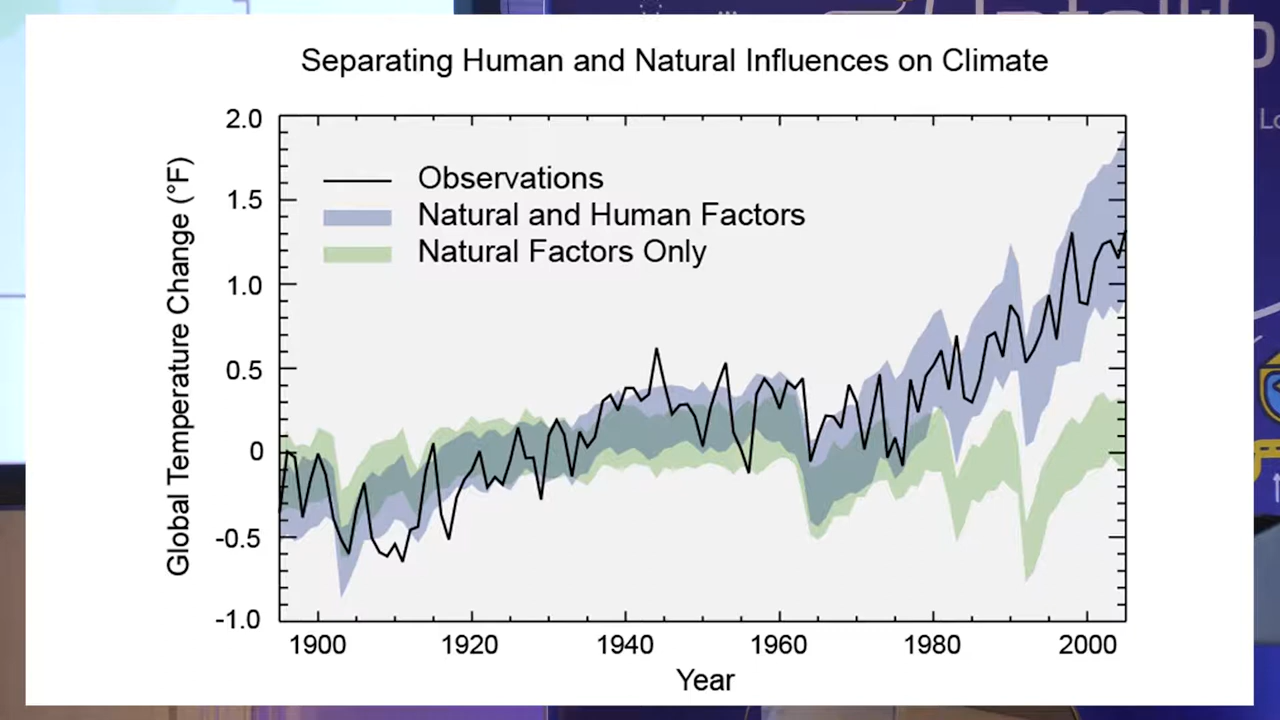 Separating Human and Natural Influences on Climate
2.0
1.5
1.0
0.5
0
-0.5
-1.0
Global Temperature Change (°F)
Observations
Natural and Human Factors
Natural Factors Only
1900 1920 1940 1960 1980 2000
Year